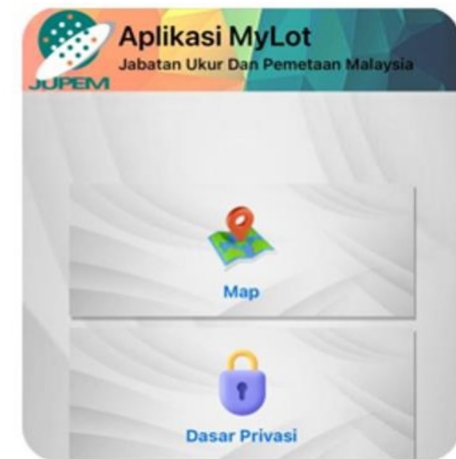 JUPEM
Aplikasi MyLot
Jabatan Ukur Dan Pemetaan Malaysia
Map
Dasar Privasi